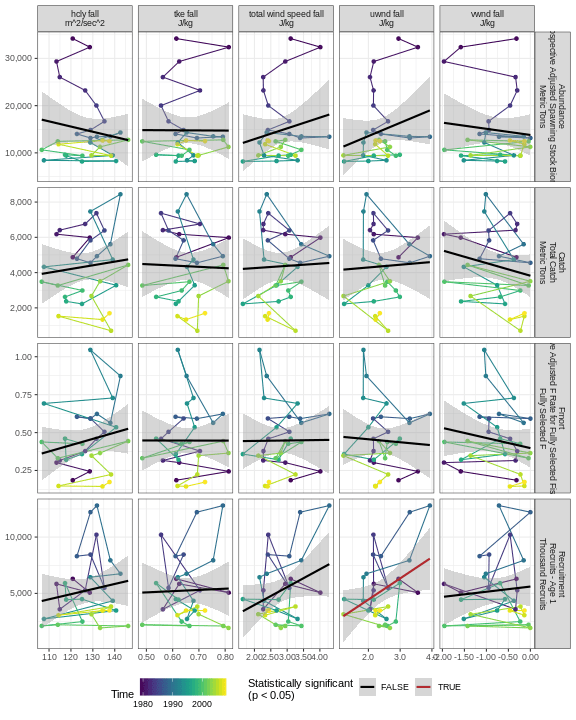 hdly fall
m^2/sec^2
tke fall
J/kg
total wind speed fall
J/kg
uwnd fall
J/kg
vwnd fall
J/kg
30,000
20,000
10,000
Abundance
Adjusted Spawning Stock
Metric Tons
8,000
6,000
4,000
2,000
Catch
Total Catch
Metric Tons
1.00
0.75
0.50
0.25
Fmort
Adjusted F Rate for Fully Selected
Fully Selected F
10,000
5,000
Recruitment
Recruits - Age 1
Thousand Recruits
110 120 130 140
0.50 0.60 0.70 0.80
2.00 2.50 3.00 3.50 4.00
2.0 3.0 4.0
-2.00 -1.50 -1.00 -0.50 0.00
Time
1980 1990 2000
Statistically significant
(p < 0.05)
FALSE
TRUE